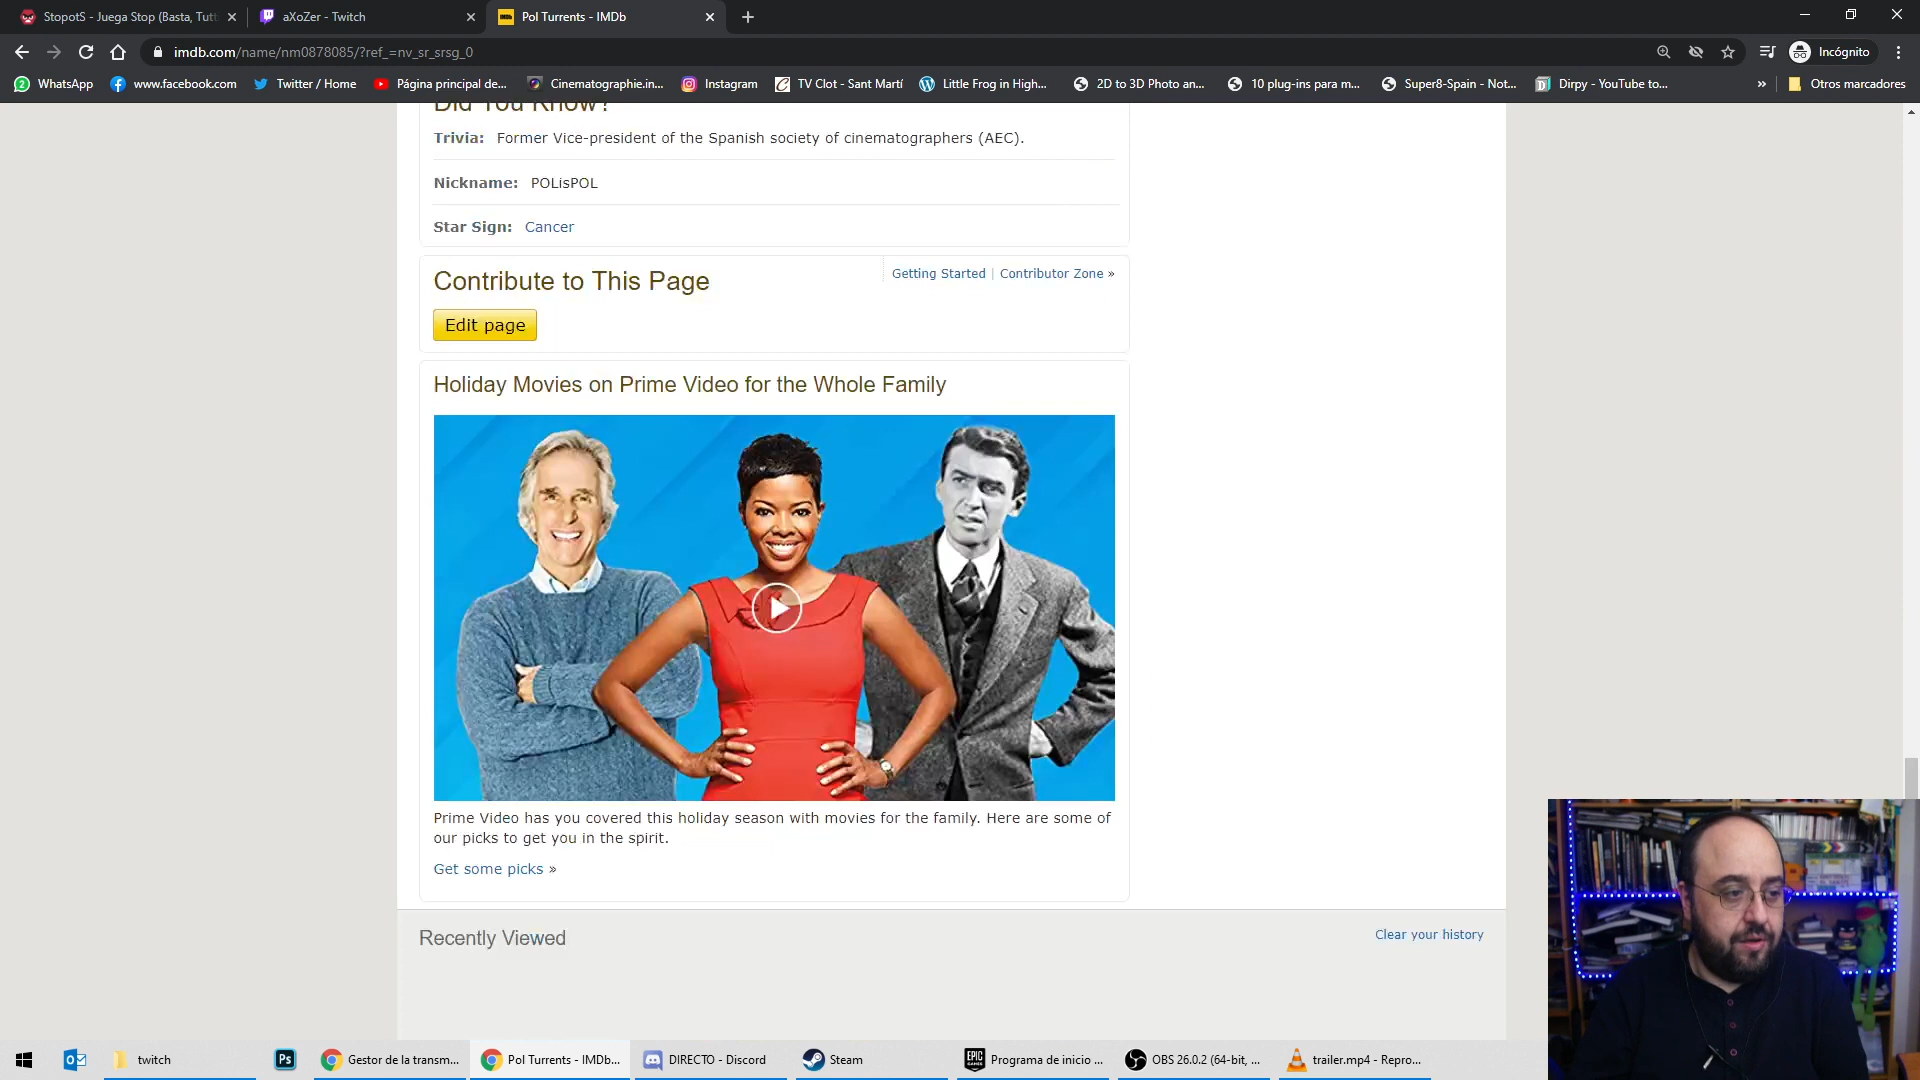 StopotS - Juega Stop (Basta, Tutt
aXoZer - Twitch
Pol Turrents - IMDb
imdb.com/name/nm0878085/?ref_=nv_sr_srsg_0
Incógnito
WhatsApp
www.facebook.com
Twitter / Home
Página principal de...
Cinematographie.in...
Instagram
TV Clot - Sant Martí
Little Frog in High...
2D to 3D Photo an...
10 plug-ins para m...
Super8-Spain - Not...
Dirpy - YouTube to...
»
Otros marcadores
Did You Know?
Trivia: Former Vice-president of the Spanish society of cinematographers (AEC).
Nickname: POLisPOL
Star Sign: Cancer
Contribute to This Page
Getting Started | Contributor Zone »
Edit page
Holiday Movies on Prime Video for the Whole Family
Prime Video has you covered this holiday season with movies for the family. Here are some of
our picks to get you in the spirit.
Get some picks »
Recently Viewed
Clear your history
twitch
Ps
Gestor de la transm...
Pol Turrents - IMDb...
DIRECTO - Discord
Steam
EPIC GAMES
Programa de inicio ...
OBS 26.0.2 (64-bit, ...
trailer.mp4 - Repro...